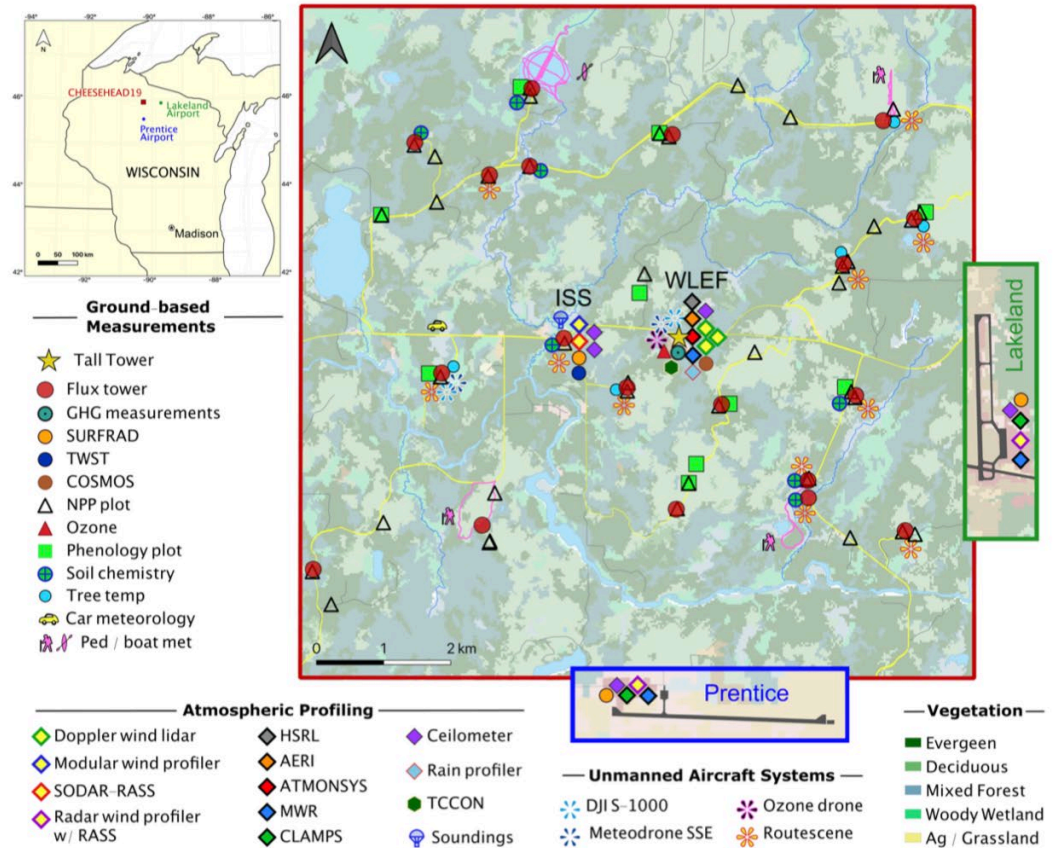 -92° -90° -88° -86°
N
CHEESEHEAD19
46°
46°
Lakeland
Airport
Prentice
Airport
WISCONSIN
44°
44°
Madison
0 50 100 km
42°
42°
-92° -90° -88° -86°
Ground-based
Measurements
Tall Tower
Flux tower
GHG measurements
SURFRAD
TWST
COSMOS
NPP plot
Ozone
Phenology plot
Soil chemistry
Tree temp
Car meteorology
Ped / boat met
WLEF
ISS
0 1 2 km
Lakeland
Prentice
Atmospheric Profiling
Doppler wind lidar
Modular wind profiler
SODAR-RASS
Radar wind profiler
w/ RASS
HSRL
AERI
ATMONSYS
MWR
CLAMPS
Ceilometer
Rain profiler
TCCON
Soundings
Unmanned Aircraft Systems
DJI S-1000
Meteodrone SSE
Ozone drone
Routescene
Vegetation
Evergeen
Deciduous
Mixed Forest
Woody Wetland
Ag / Grassland